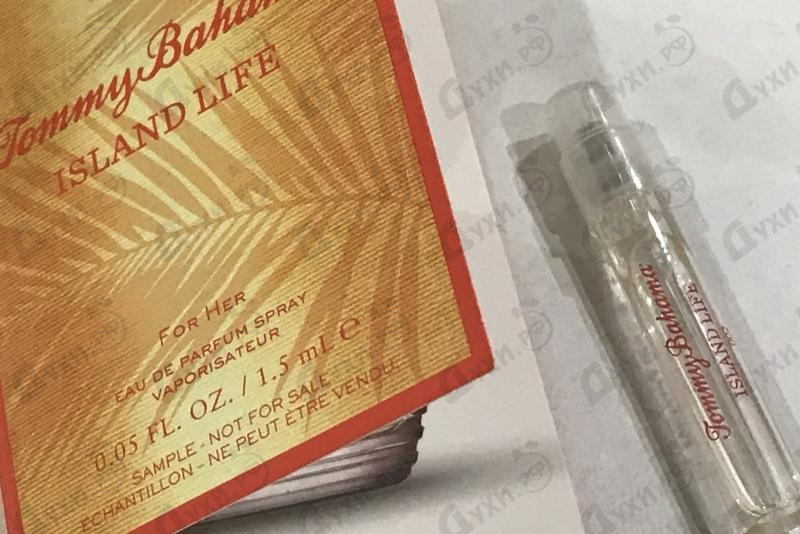 Tommy Bahama
ISLAND LIFE
FOR HER
EAU DE PARFUM SPRAY
VAPORISATEUR
0.05 FL. OZ. / 1.5 mL ℮
SAMPLE - NOT FOR SALE
ÉCHANTILLON - NE PEUT ÊTRE VENDU.
Tommy Bahama
ISLAND LIFE
Духи.рф